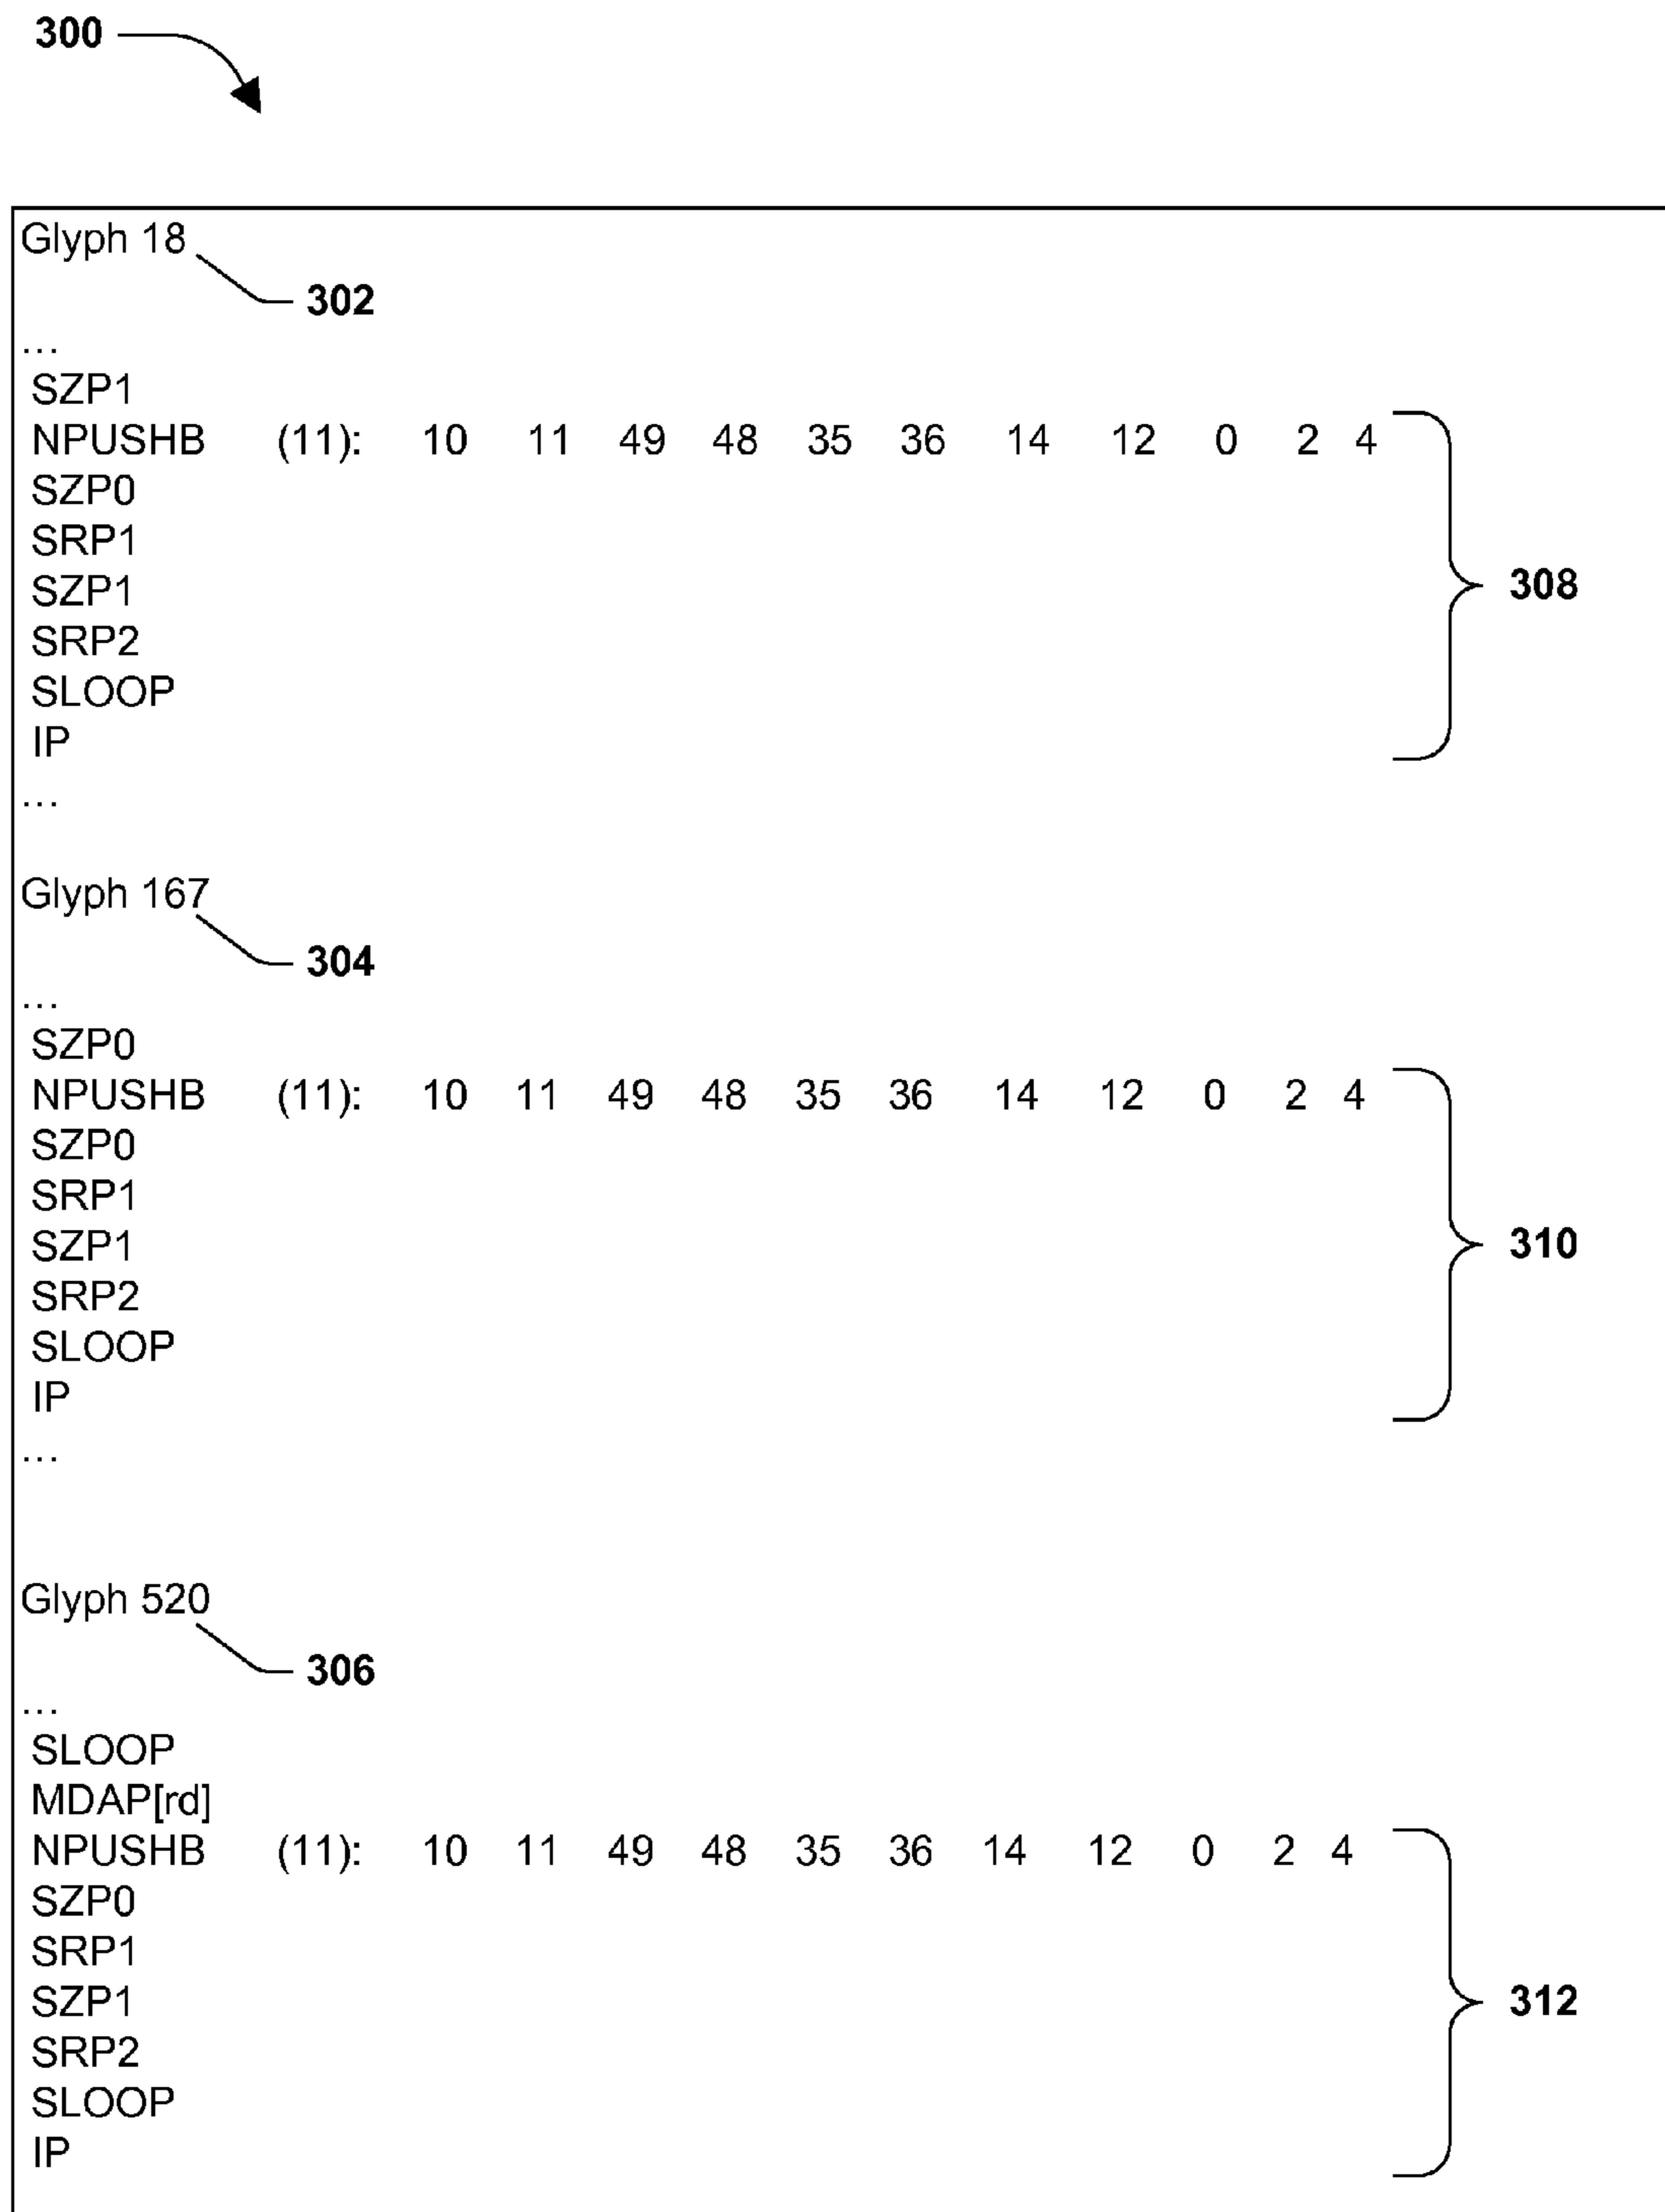 300
Glyph 18
302
...
SZP1
NPUSHB (11): 10 11 49 48 35 36 14 12 0 2 4
SZP0
SRP1
SZP1
308
SRP2
SLOOP
IP
...
Glyph 167
304
...
SZP0
NPUSHB (11): 10 11 49 48 35 36 14 12 0 2 4
SZP0
SRP1
SZP1
310
SRP2
SLOOP
IP
...
Glyph 520
306
...
SLOOP
MDAP[rd]
NPUSHB (11): 10 11 49 48 35 36 14 12 0 2 4
SZP0
SRP1
SZP1
312
SRP2
SLOOP
IP